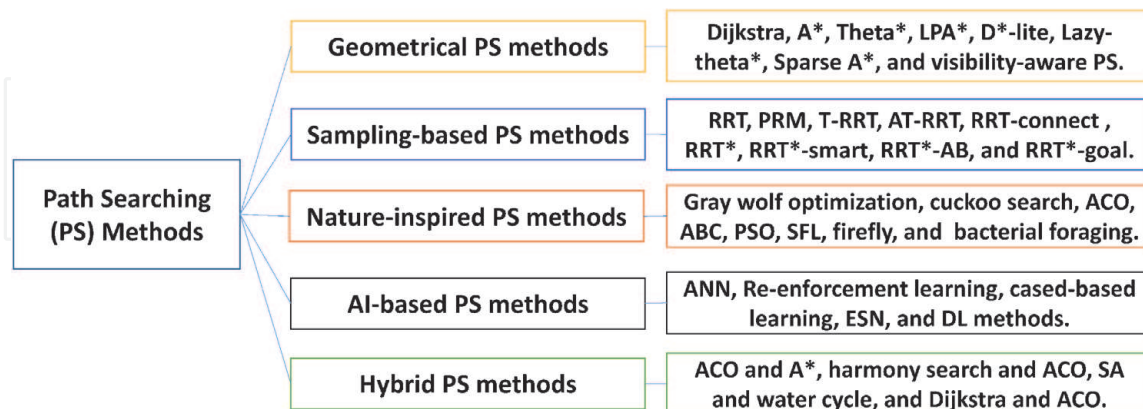 Path Searching
(PS) Methods
Geometrical PS methods
Dijkstra, A*, Theta*, LPA*, D*-lite, Lazy-
theta*, Sparse A*, and visibility-aware PS.
Sampling-based PS methods
RRT, PRM, T-RRT, AT-RRT, RRT-connect ,
RRT*, RRT*-smart, RRT*-AB, and RRT*-goal.
Nature-inspired PS methods
Gray wolf optimization, cuckoo search, ACO,
ABC, PSO, SFL, firefly, and bacterial foraging.
AI-based PS methods
ANN, Re-enforcement learning, cased-based
learning, ESN, and DL methods.
Hybrid PS methods
ACO and A*, harmony search and ACO, SA
and water cycle, and Dijkstra and ACO.